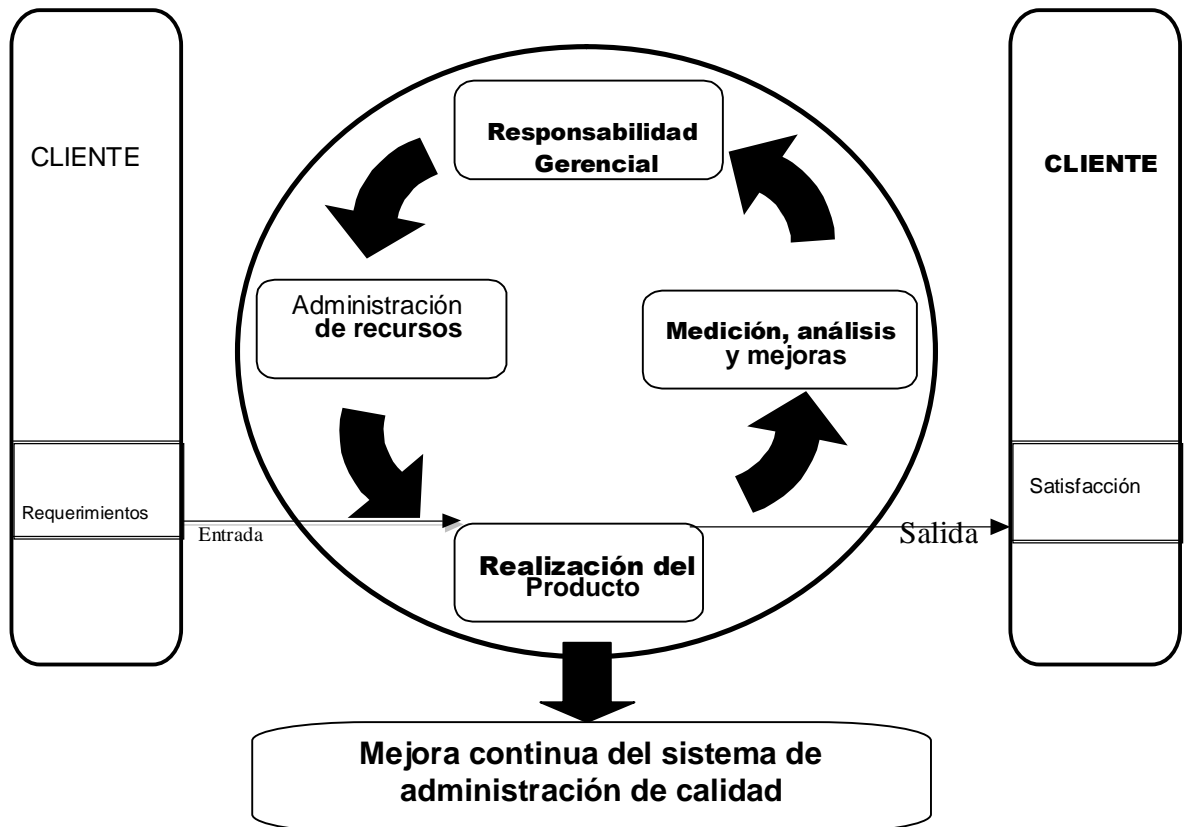 CLIENTE
Responsabilidad
Gerencial
CLIENTE
Administración
de recursos
Medición, análisis
y mejoras
Requerimientos
Entrada
Realización del
Producto
Salida
Satisfacción
Mejora continua del sistema de
administración de calidad